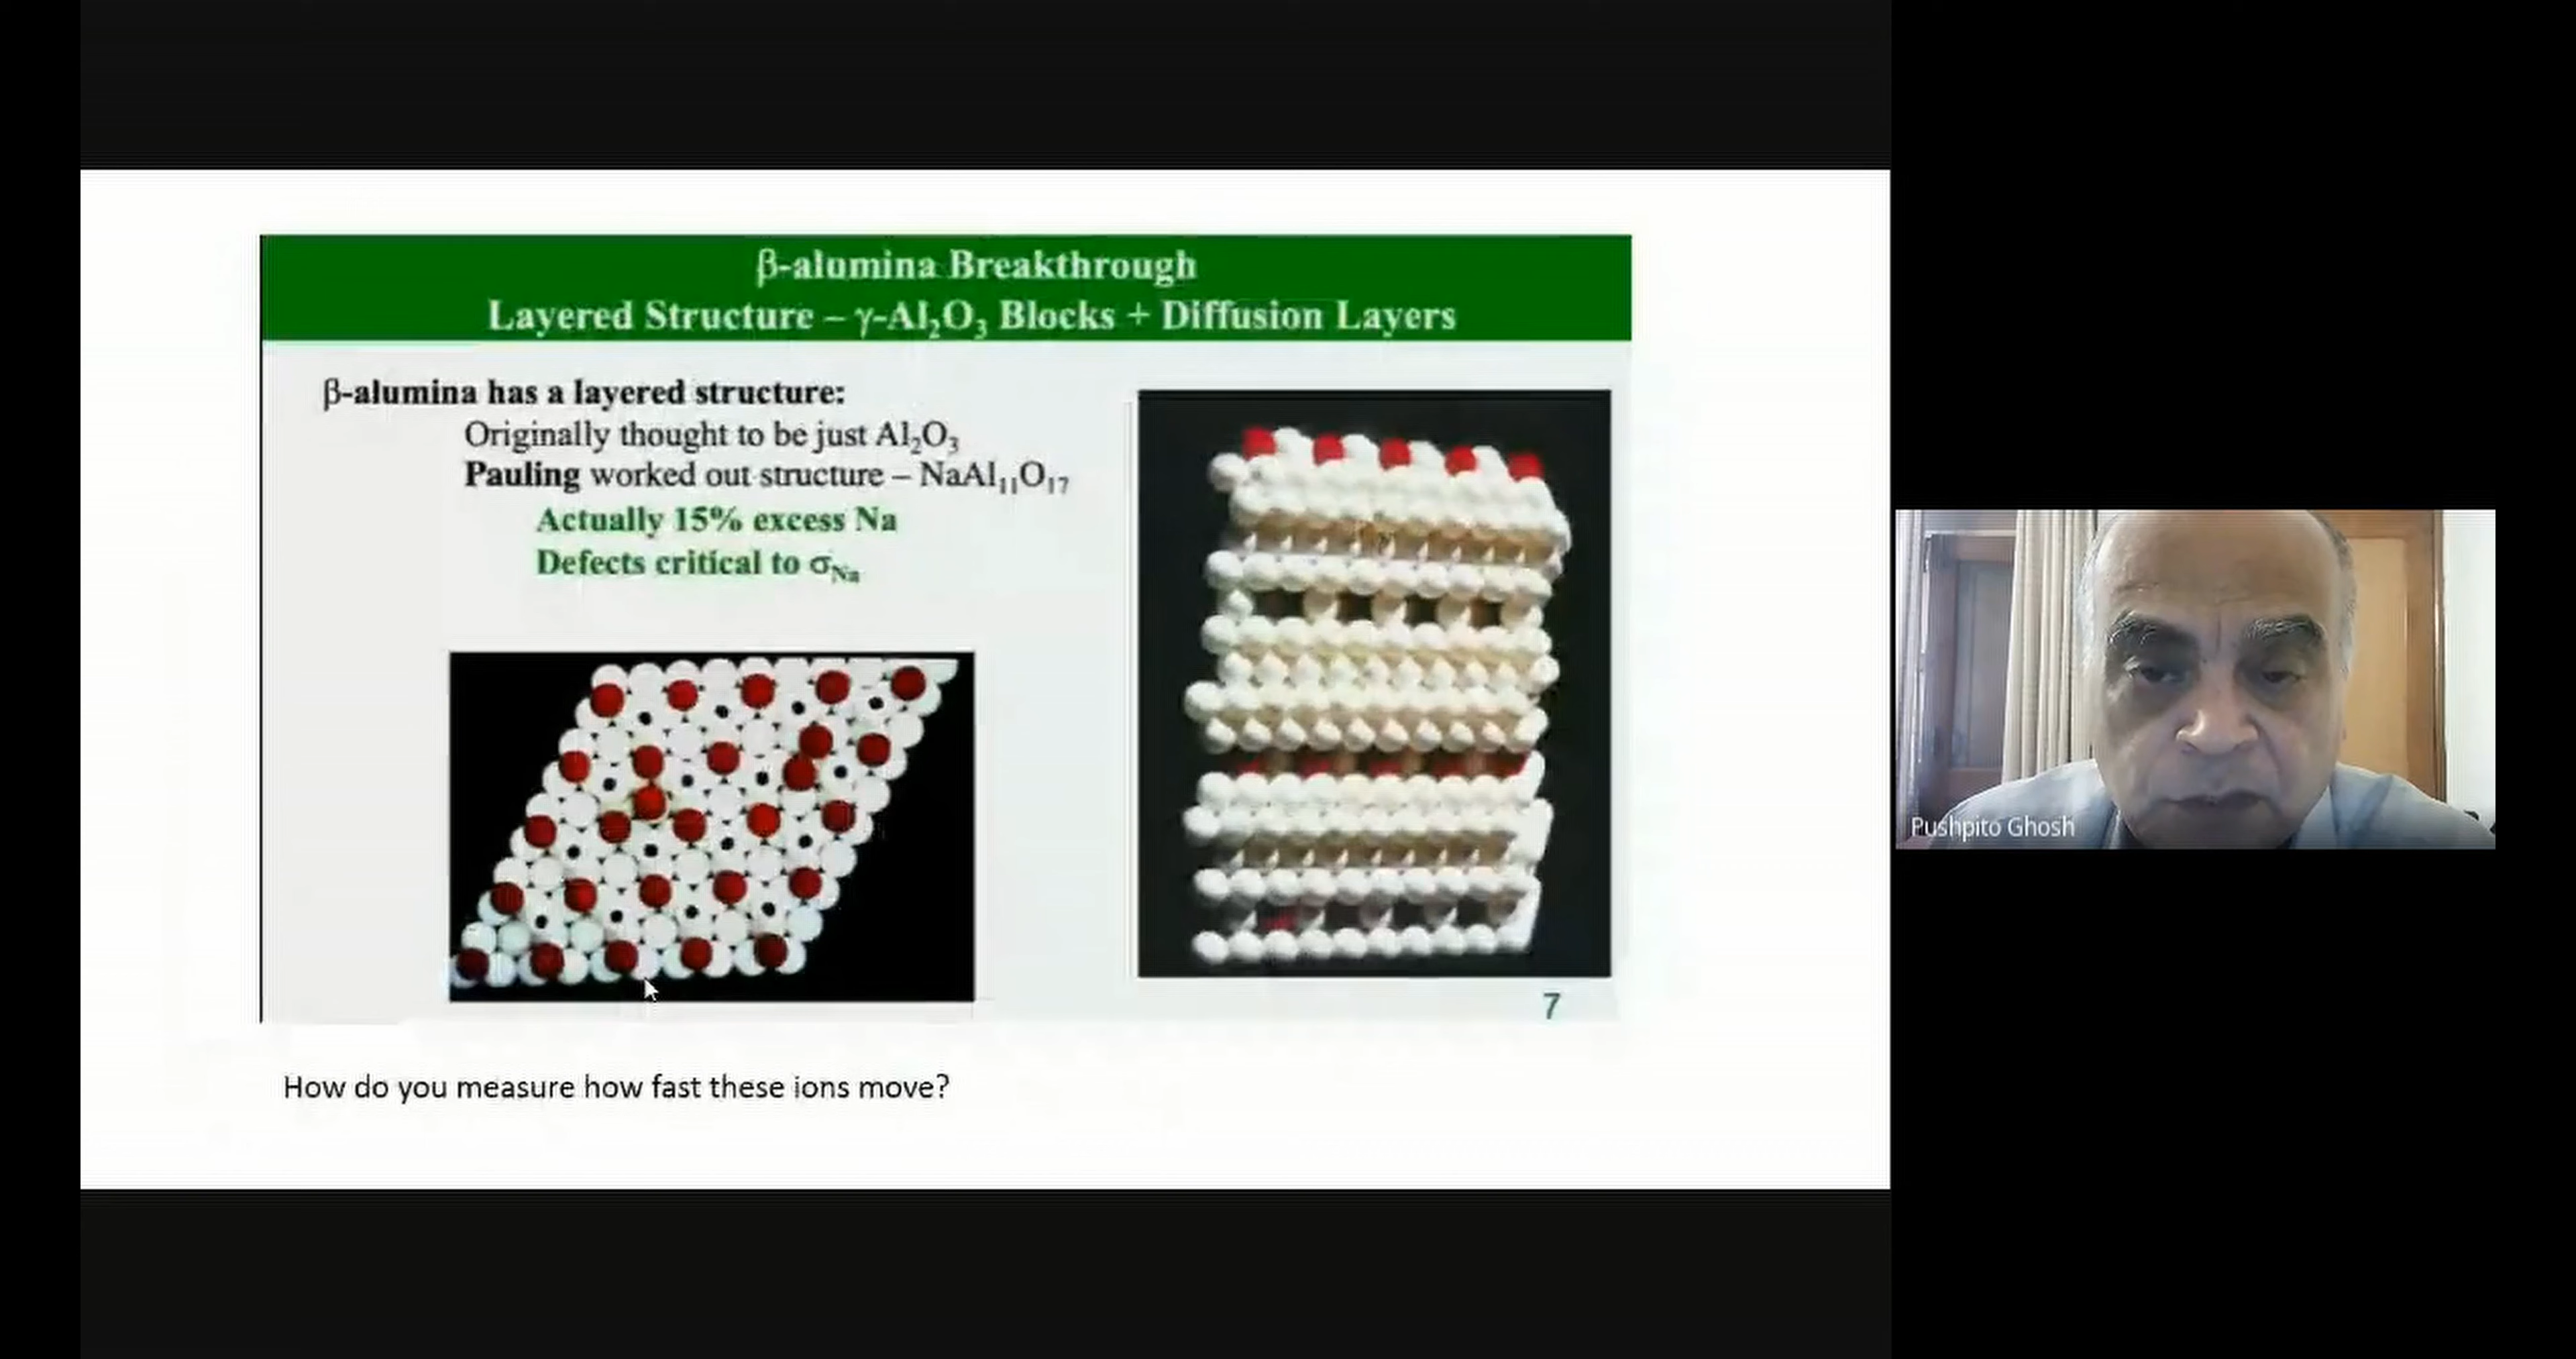 β-alumina Breakthrough
Layered Structure – γ-Al₂O₃ Blocks + Diffusion Layers
β-alumina has a layered structure:
Originally thought to be just Al₂O₃
Pauling worked out structure – NaAl₁₁O₁₇
Actually 15% excess Na
Defects critical to σNa
7
How do you measure how fast these ions move?
Pushpito Ghosh